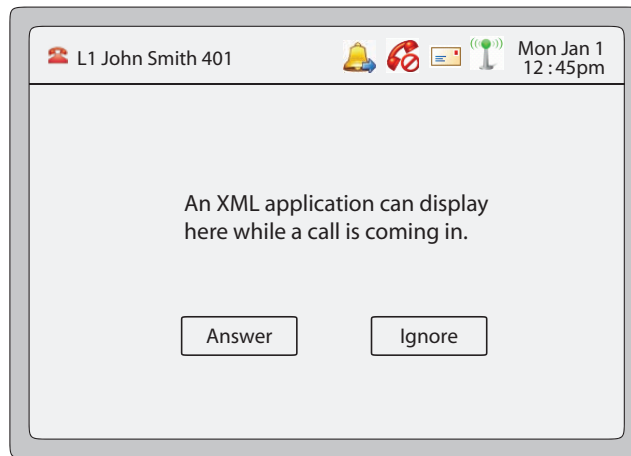 L1 John Smith 401
Mon Jan 1
12 : 45pm
An XML application can display
here while a call is coming in.
Answer
Ignore